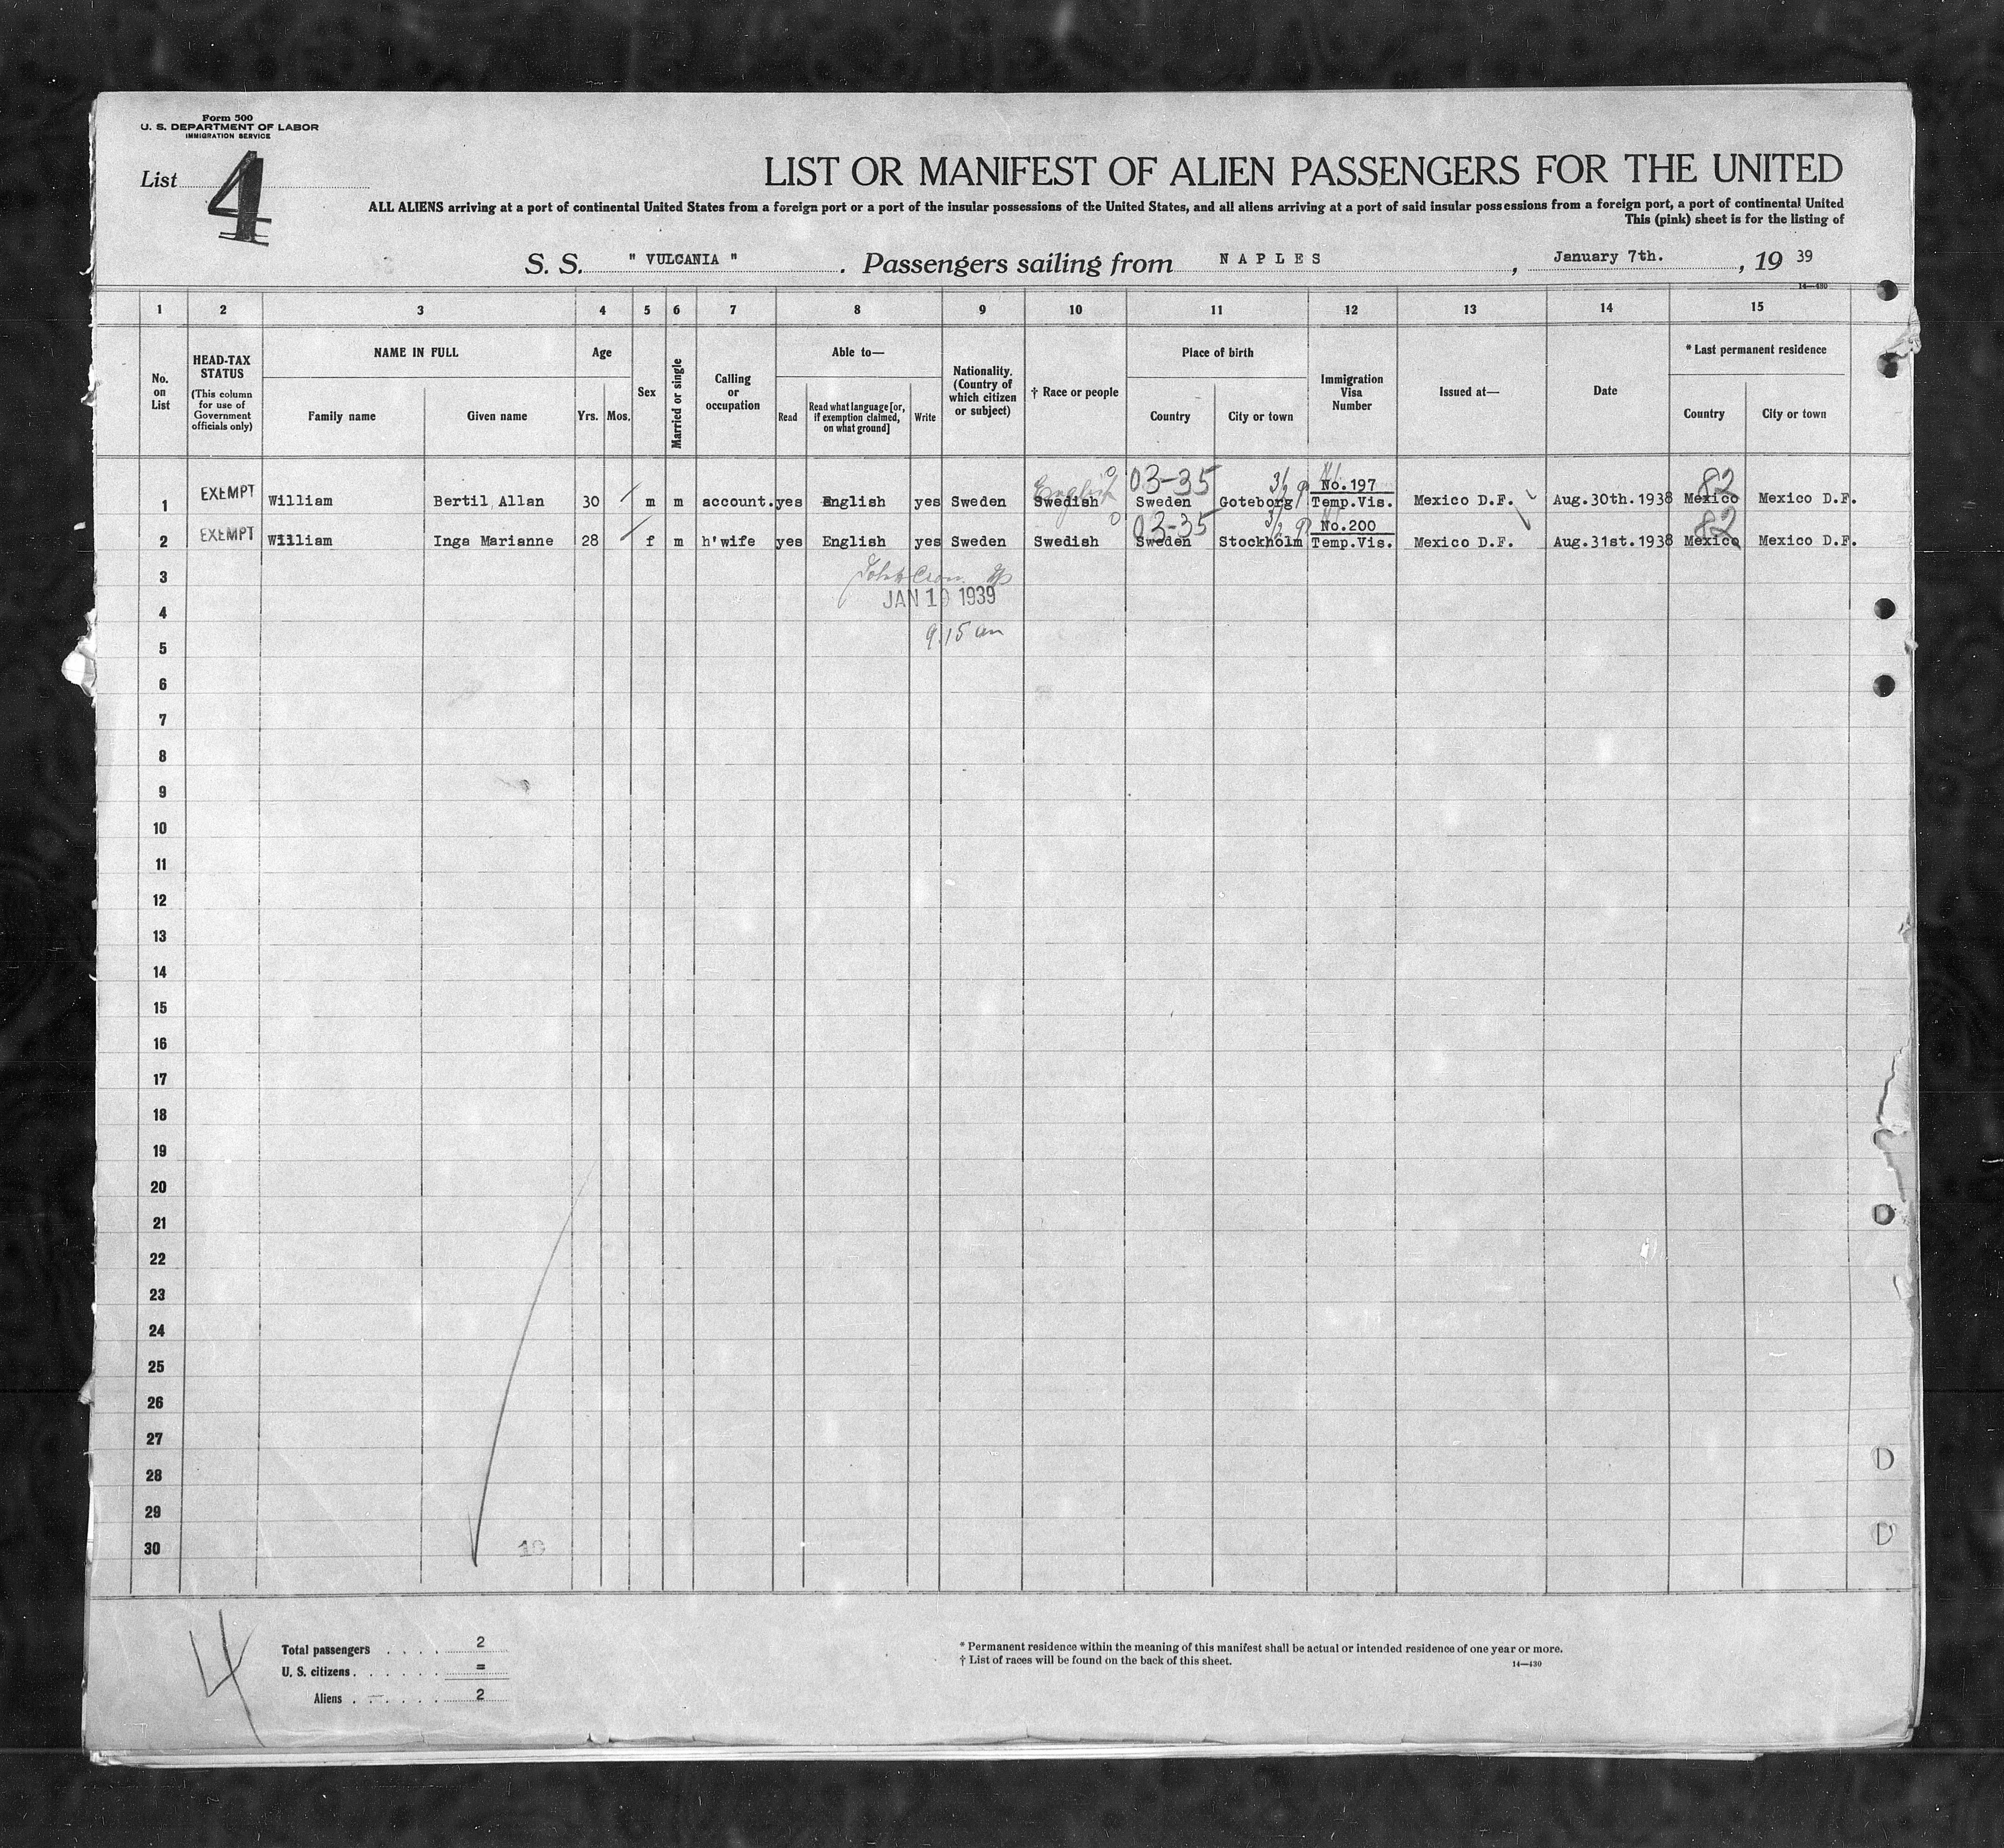 Form 500
U. S. DEPARTMENT OF LABOR
IMMIGRATION SERVICE
List 4
LIST OR MANIFEST OF ALIEN PASSENGERS FOR THE UNITED
ALL ALIENS arriving at a port of continental United States from a foreign port or a port of the insular possessions of the United States, and all aliens arriving at a port of said insular possessions from a foreign port, a port of continental United
This (pink) sheet is for the listing of
S. S. " VULCANIA " . Passengers sailing from NAPLES , January 7th. , 19 39
14—430
1 2 3 4 5 6 7 8 9 10 11 12 13 14 15
No. on List
HEAD-TAX STATUS (This column for use of Government officials only)
NAME IN FULL
Family name Given name
Age
Yrs. Mos.
Sex
Married or single
Calling or occupation
Able to—
Read Read what language [or, if exemption claimed, on what ground] Write
Nationality. (Country of which citizen or subject)
† Race or people
Place of birth
Country City or town
Immigration Visa Number
Issued at—
Date
* Last permanent residence
Country City or town
03-35 No.197 82
1 EXEMPT William Bertil Allan 30 m m account. yes English yes Sweden Swedish English Sweden Goteborg Temp.Vis. Mexico D.F. Aug.30th.1938 Mexico Mexico D.F.
03-35 No.200 82
2 EXEMPT William Inga Marianne 28 f m h'wife yes English yes Sweden Swedish Sweden Stockholm Temp.Vis. Mexico D.F. Aug.31st.1938 Mexico Mexico D.F.
3
JAN 10 1939
4
9.15 am
5
6
7
8
9
10
11
12
13
14
15
16
17
18
19
20
21
22
23
24
25
26
27
28
29
30 10
4
Total passengers . . . . 2
U. S. citizens . . . . . . =
Aliens . . . . . . 2
* Permanent residence within the meaning of this manifest shall be actual or intended residence of one year or more.
† List of races will be found on the back of this sheet.
14—430